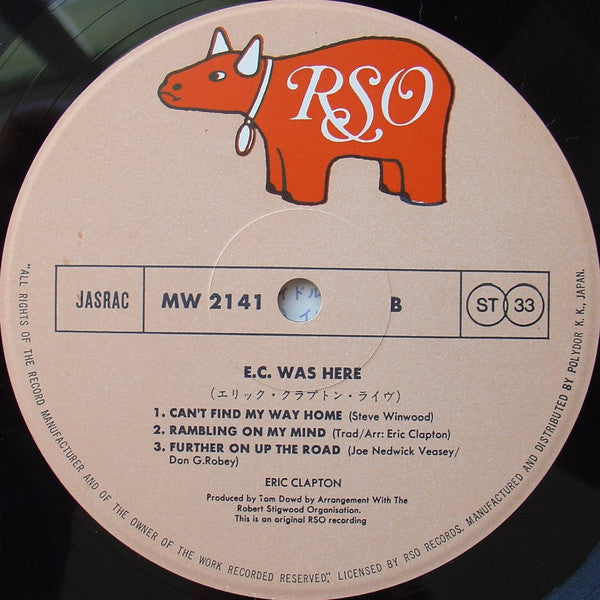 RSO
JASRAC
MW 2141
B
ST 33
E.C. WAS HERE
(エリック・クラプトン・ライヴ)
1. CAN'T FIND MY WAY HOME (Steve Winwood)
2. RAMBLING ON MY MIND (Trad/Arr: Eric Clapton)
3. FURTHER ON UP THE ROAD (Joe Nedwick Veasey/
Don G.Robey)
ERIC CLAPTON
Produced by Tom Dowd by Arrangement With The
Robert Stigwood Organisation.
This is an original RSO recording
"ALL RIGHTS OF THE RECORD MANUFACTURER AND OF THE OWNER OF THE WORK RECORDED RESERVED," LICENSED BY RSO RECORDS. MANUFACTURED AND DISTRIBUTED BY POLYDOR K. K., JAPAN.